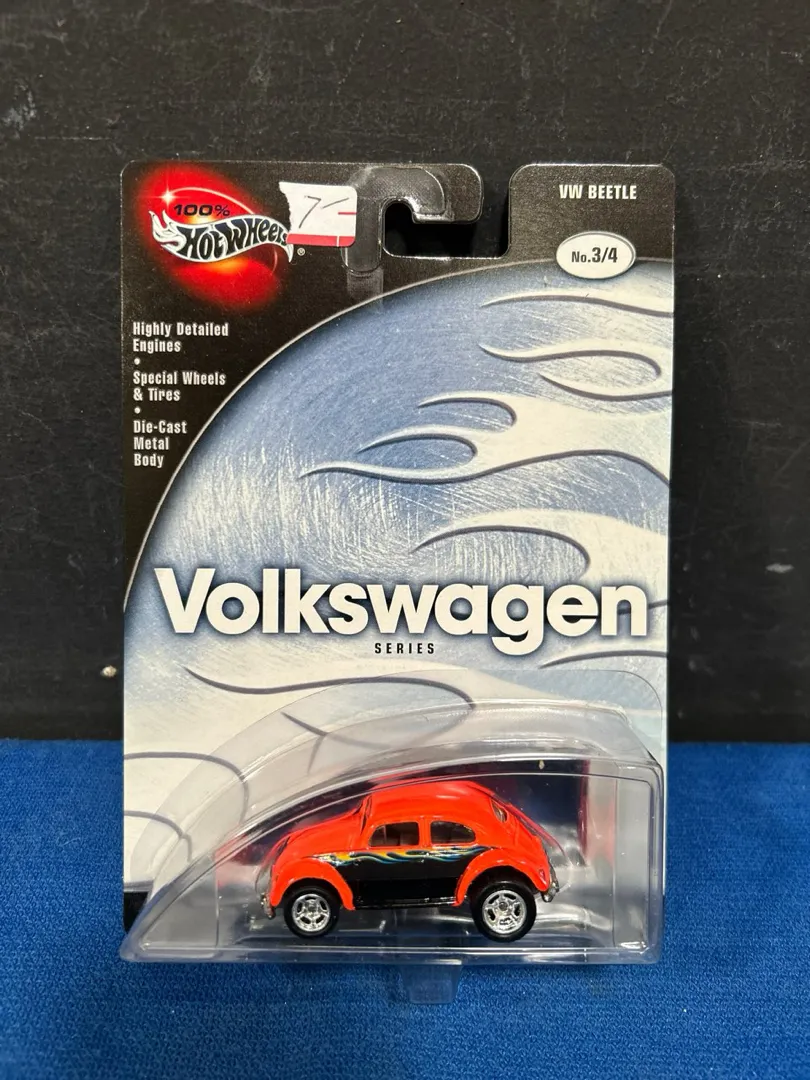 100%
Hot Wheels
®
7-
VW BEETLE
No.3/4
Highly Detailed
Engines
•
Special Wheels
& Tires
•
Die-Cast
Metal
Body
Volkswagen
SERIES